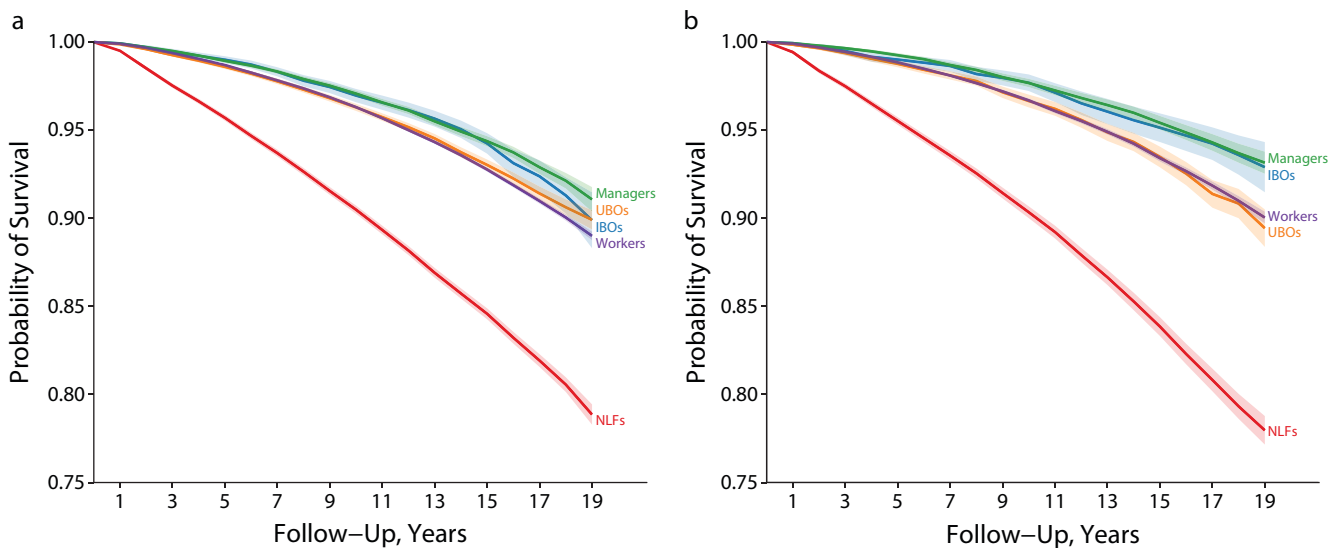 a
Probability of Survival
1.00
0.95
0.90
0.85
0.80
0.75
Managers
UBOs
IBOs
Workers
NLFs
1 3 5 7 9 11 13 15 17 19
Follow–Up, Years
b
Probability of Survival
1.00
0.95
0.90
0.85
0.80
0.75
Managers
IBOs
Workers
UBOs
NLFs
1 3 5 7 9 11 13 15 17 19
Follow–Up, Years